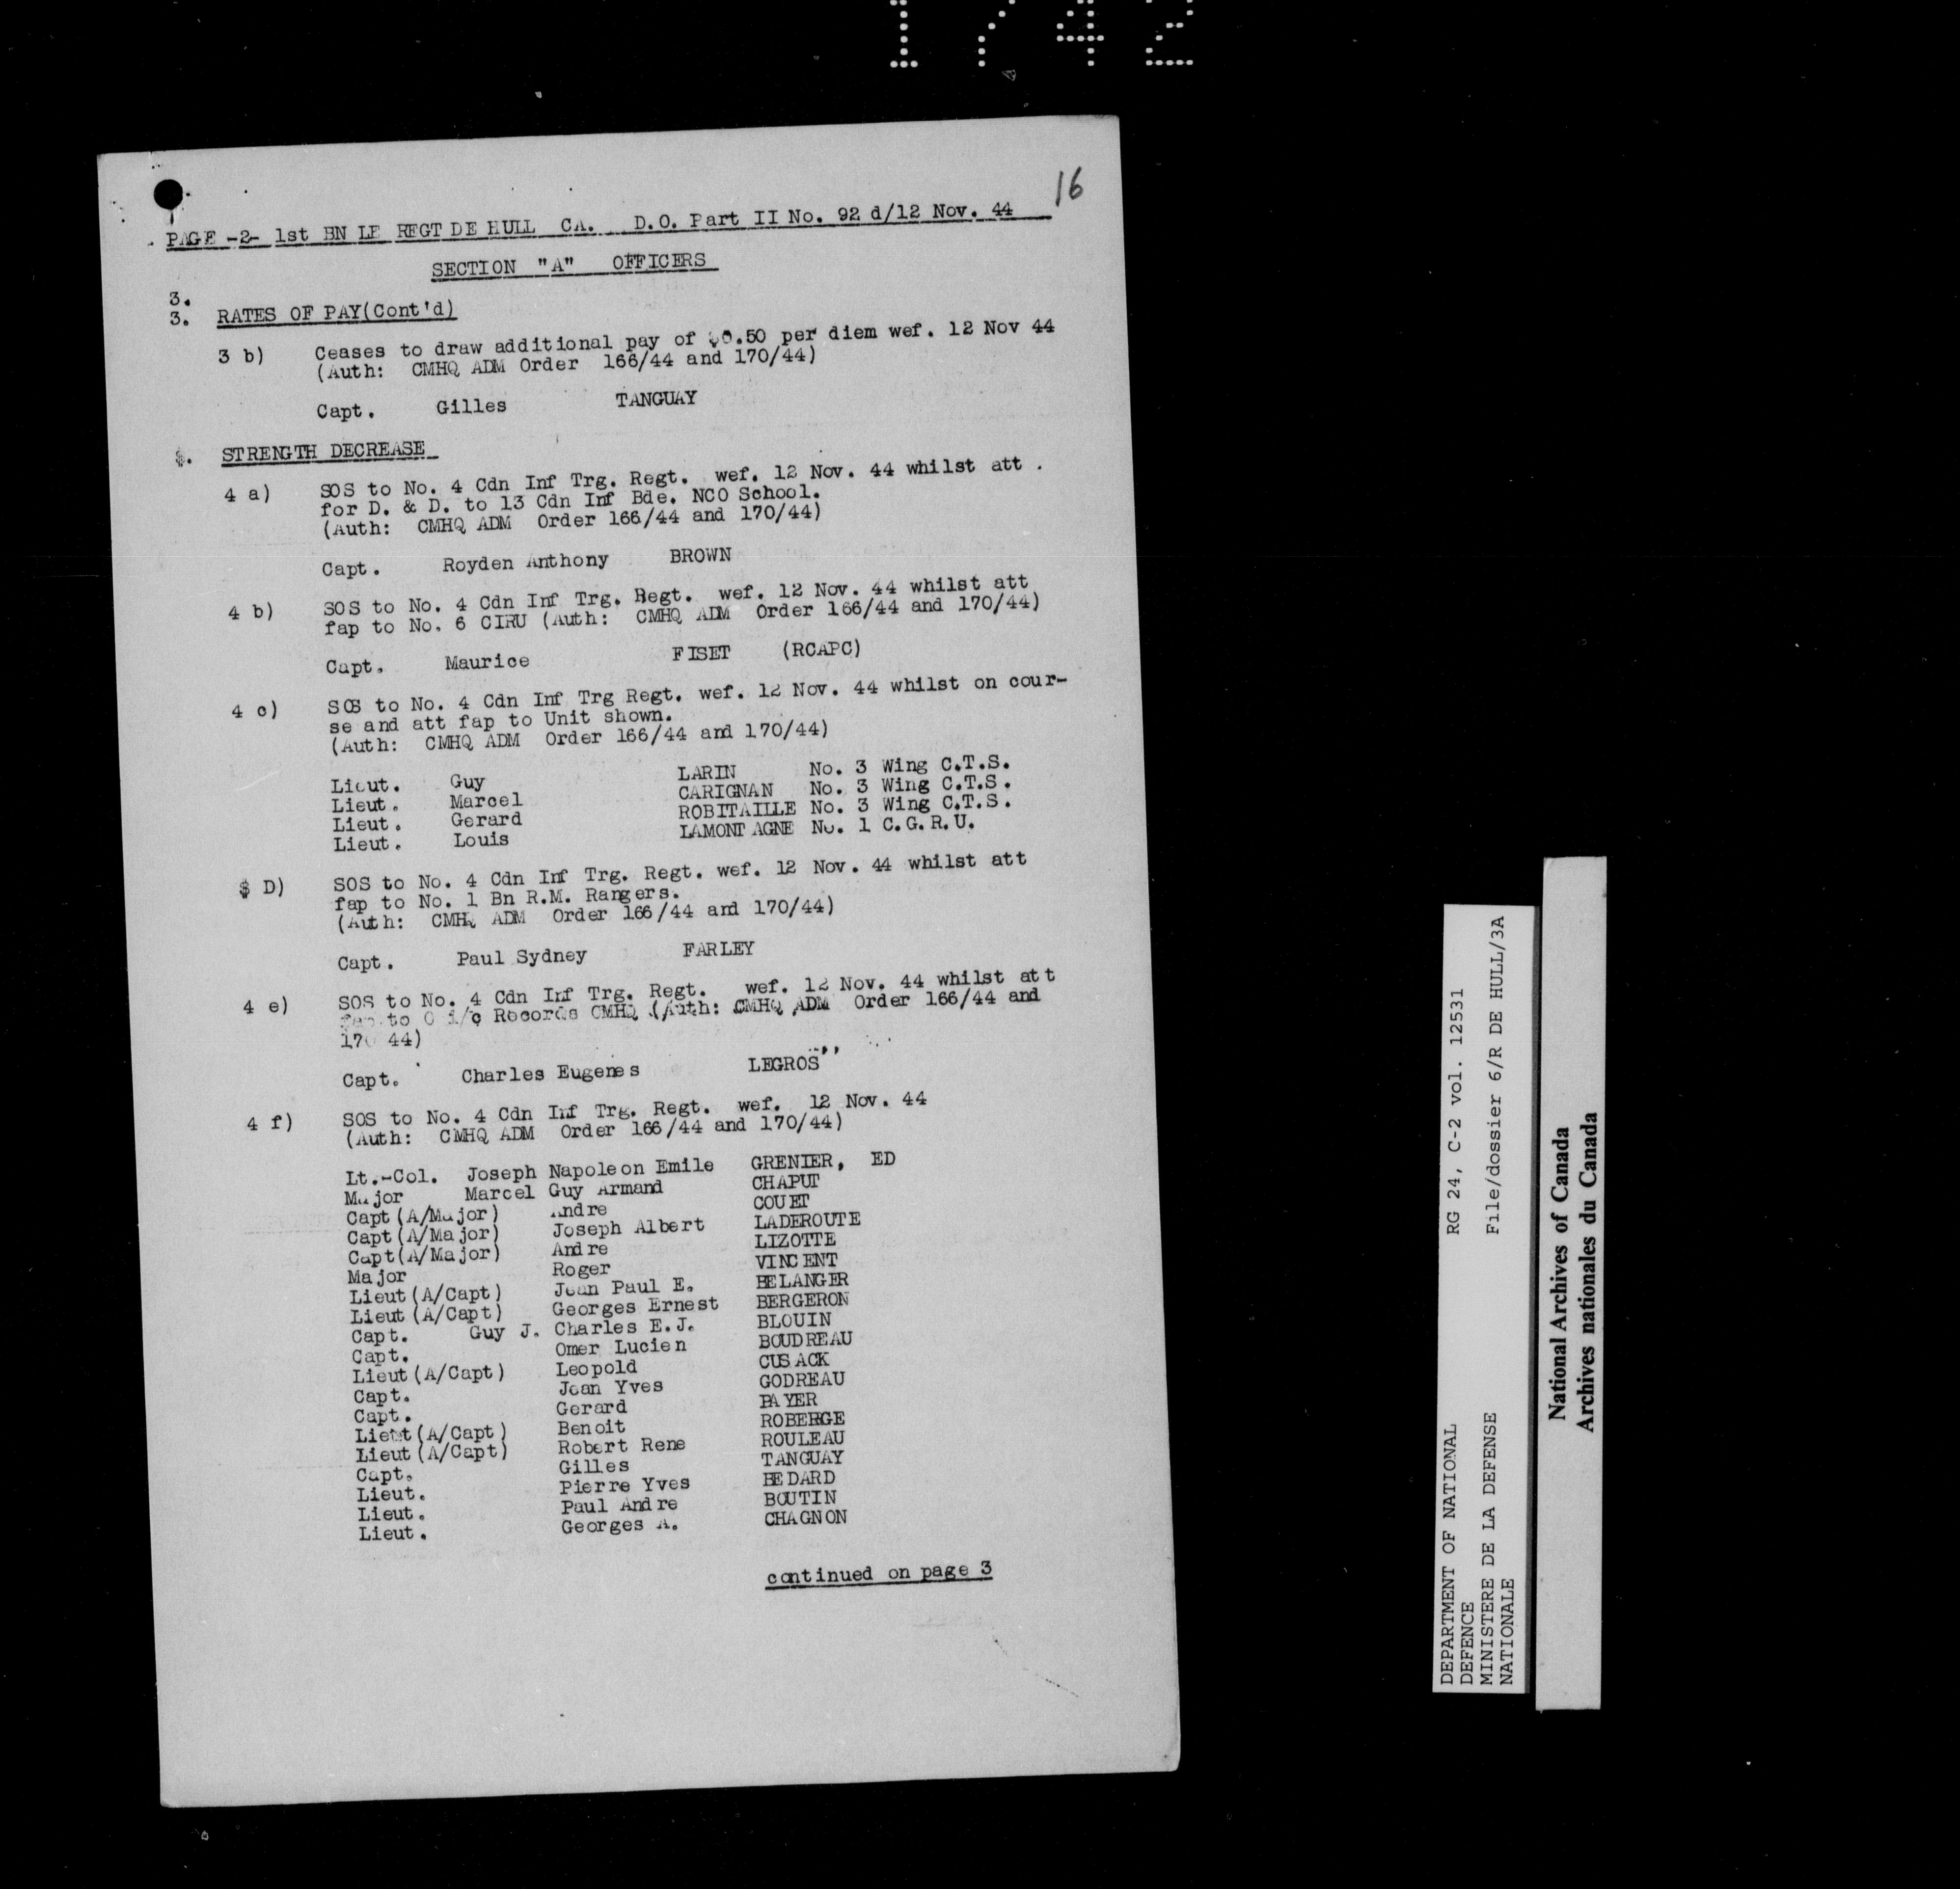 1742
16
PAGE -2- 1st BN LE REGT DE HULL CA. D.O. Part II No. 92 d/12 Nov. 44
SECTION "A" OFFICERS
3.
3. RATES OF PAY(Cont'd)
3 b) Ceases to draw additional pay of $0.50 per diem wef. 12 Nov 44
(Auth: CMHQ ADM Order 166/44 and 170/44)
Capt. Gilles TANGUAY
$. STRENGTH DECREASE
4 a) SOS to No. 4 Cdn Inf Trg. Regt. wef. 12 Nov. 44 whilst att .
for D. & D. to 13 Cdn Inf Bde. NCO School.
(Auth: CMHQ ADM Order 166/44 and 170/44)
Capt. Royden Anthony BROWN
4 b) SOS to No. 4 Cdn Inf Trg. Regt. wef. 12 Nov. 44 whilst att
fap to No. 6 CIRU (Auth: CMHQ ADM Order 166/44 and 170/44)
Capt. Maurice FISET (RCAPC)
4 c) SOS to No. 4 Cdn Inf Trg Regt. wef. 12 Nov. 44 whilst on cour-
se and att fap to Unit shown.
(Auth: CMHQ ADM Order 166/44 and 170/44)
Lieut. Guy LARIN No. 3 Wing C.T.S.
Lieut. Marcel CARIGNAN No. 3 Wing C.T.S.
Lieut. Gerard ROBITAILLE No. 3 Wing C.T.S.
Lieut. Louis LAMONTAGNE No. 1 C.G.R.U.
$ D) SOS to No. 4 Cdn Inf Trg. Regt. wef. 12 Nov. 44 whilst att
fap to No. 1 Bn R.M. Rangers.
(Auth: CMHQ ADM Order 166/44 and 170/44)
Capt. Paul Sydney FARLEY
4 e) SOS to No. 4 Cdn Inf Trg. Regt. wef. 12 Nov. 44 whilst att
fap to O i/c Records CMHQ (Auth: CMHQ ADM Order 166/44 and
170 44)
Capt. Charles Eugenes LEGROS
4 f) SOS to No. 4 Cdn Inf Trg. Regt. wef. 12 Nov. 44
(Auth: CMHQ ADM Order 166/44 and 170/44)
Lt.-Col. Joseph Napoleon Emile GRENIER, ED
Major Marcel Guy Armand CHAPUT
Capt(A/Major) Andre COUET
Capt(A/Major) Joseph Albert LADEROUTE
Capt(A/Major) Andre LIZOTTE
Major Roger VINCENT
Lieut(A/Capt) Jean Paul E. BELANGER
Lieut(A/Capt) Georges Ernest BERGERON
Capt. Guy J. Charles E.J. BLOUIN
Capt. Omer Lucien BOUDREAU
Lieut(A/Capt) Leopold CUSACK
Capt. Jean Yves GODREAU
Capt. Gerard PAYER
Lieut(A/Capt) Benoit ROBERGE
Lieut(A/Capt) Robert Rene ROULEAU
Capt. Gilles TANGUAY
Lieut. Pierre Yves BEDARD
Lieut. Paul Andre BOUTIN
Lieut. Georges A. CHAGNON
continued on page 3
DEPARTMENT OF NATIONAL RG 24, C-2 vol. 12531
DEFENCE
MINISTERE DE LA DEFENSE File/dossier 6/R DE HULL/3A
NATIONALE
National Archives of Canada
Archives nationales du Canada